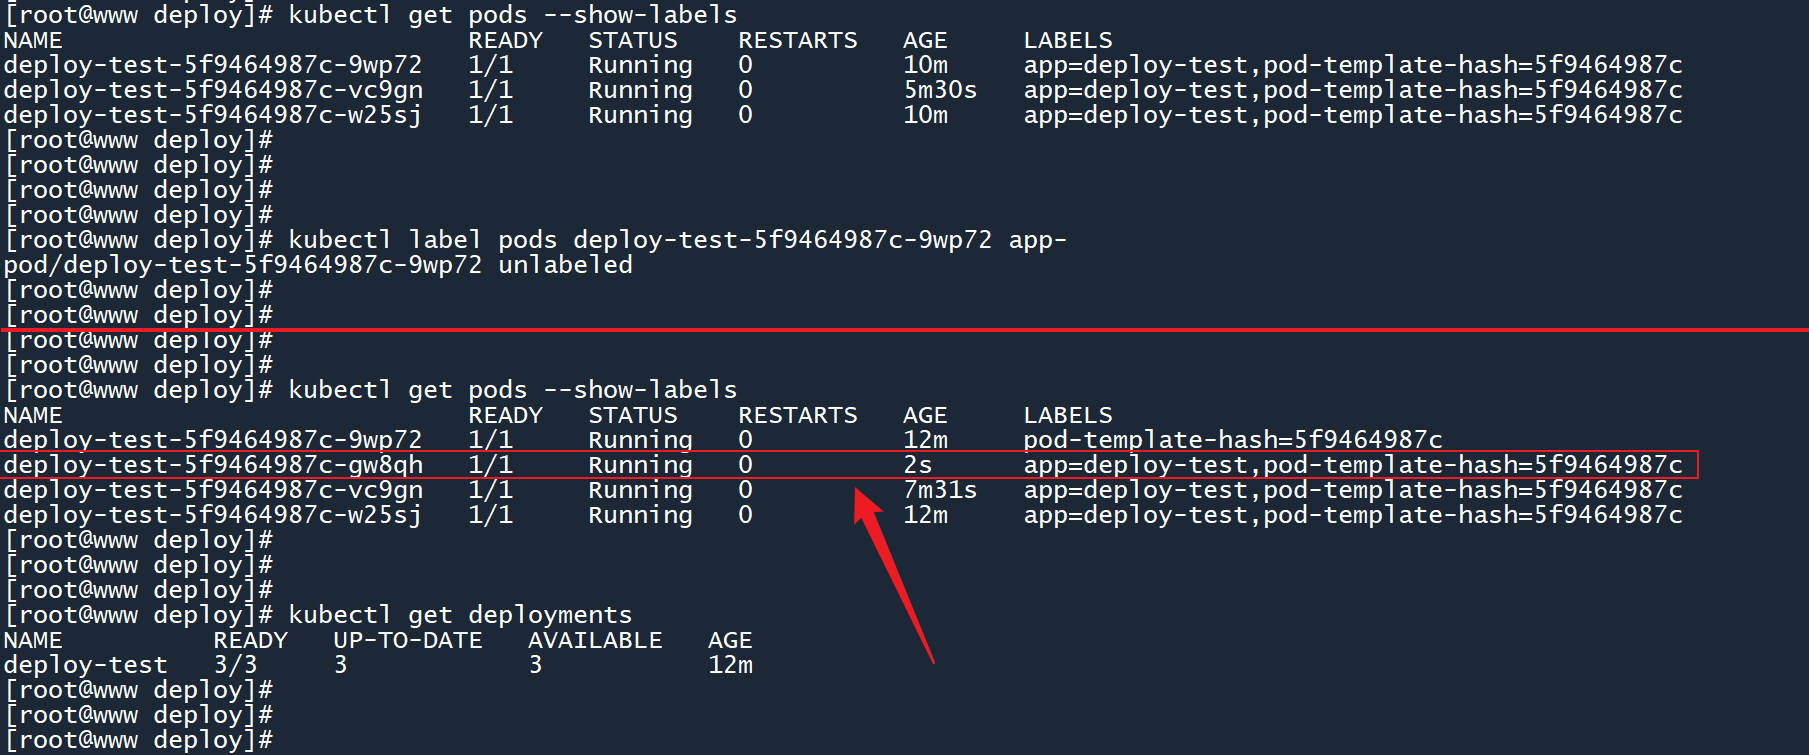 [root@www deploy]# kubectl get pods --show-labels
NAME READY STATUS RESTARTS AGE LABELS
deploy-test-5f9464987c-9wp72 1/1 Running 0 10m app=deploy-test,pod-template-hash=5f9464987c
deploy-test-5f9464987c-vc9gn 1/1 Running 0 5m30s app=deploy-test,pod-template-hash=5f9464987c
deploy-test-5f9464987c-w25sj 1/1 Running 0 10m app=deploy-test,pod-template-hash=5f9464987c
[root@www deploy]#
[root@www deploy]#
[root@www deploy]#
[root@www deploy]#
[root@www deploy]# kubectl label pods deploy-test-5f9464987c-9wp72 app-
pod/deploy-test-5f9464987c-9wp72 unlabeled
[root@www deploy]#
[root@www deploy]#
[root@www deploy]#
[root@www deploy]#
[root@www deploy]# kubectl get pods --show-labels
NAME READY STATUS RESTARTS AGE LABELS
deploy-test-5f9464987c-9wp72 1/1 Running 0 12m pod-template-hash=5f9464987c
deploy-test-5f9464987c-gw8qh 1/1 Running 0 2s app=deploy-test,pod-template-hash=5f9464987c
deploy-test-5f9464987c-vc9gn 1/1 Running 0 7m31s app=deploy-test,pod-template-hash=5f9464987c
deploy-test-5f9464987c-w25sj 1/1 Running 0 12m app=deploy-test,pod-template-hash=5f9464987c
[root@www deploy]#
[root@www deploy]#
[root@www deploy]#
[root@www deploy]# kubectl get deployments
NAME READY UP-TO-DATE AVAILABLE AGE
deploy-test 3/3 3 3 12m
[root@www deploy]#
[root@www deploy]#
[root@www deploy]#